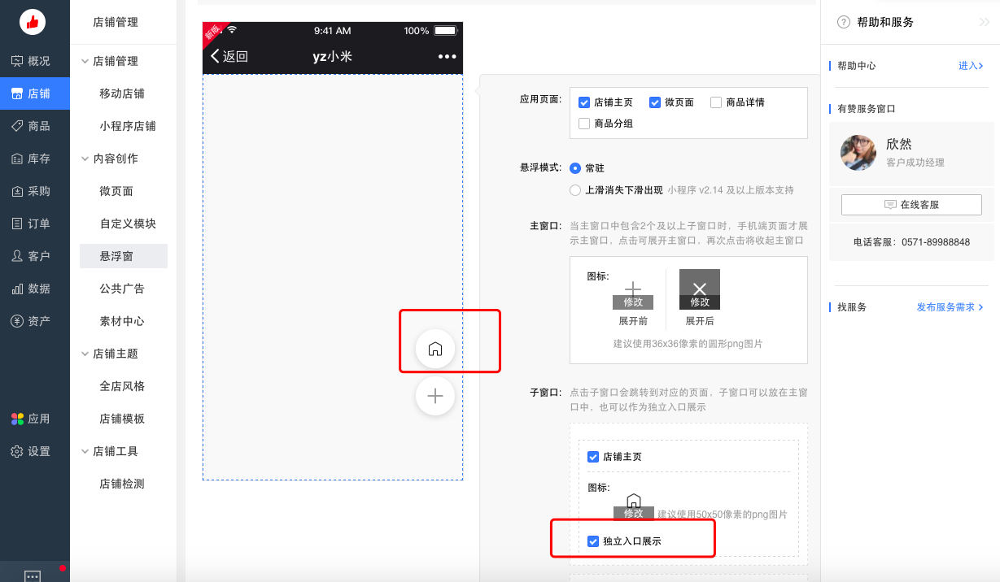 概况
店铺
商品
库存
采购
订单
客户
数据
资产
应用
设置
店铺管理
店铺管理
移动店铺
小程序店铺
内容创作
微页面
自定义模块
悬浮窗
公共广告
素材中心
店铺主题
全店风格
店铺模板
店铺工具
店铺检测
新版
9:41 AM
100%
返回
yz小米
应用页面:
店铺主页
微页面
商品详情
商品分组
悬浮模式:
常驻
上滑消失下滑出现 小程序 v2.14 及以上版本支持
主窗口:
当主窗口中包含2个及以上子窗口时，手机端页面才展
示主窗口，点击可展开主窗口，再次点击将收起主窗口
图标:
修改
修改
展开前
展开后
建议使用36x36像素的圆形png图片
子窗口:
点击子窗口会跳转到对应的页面，子窗口可以放在主窗
口中，也可以作为独立入口展示
店铺主页
图标:
修改
建议使用50x50像素的png图片
独立入口展示
帮助和服务
帮助中心
进入
有赞服务窗口
欣然
客户成功经理
在线客服
电话客服：0571-89988848
找服务
发布服务需求